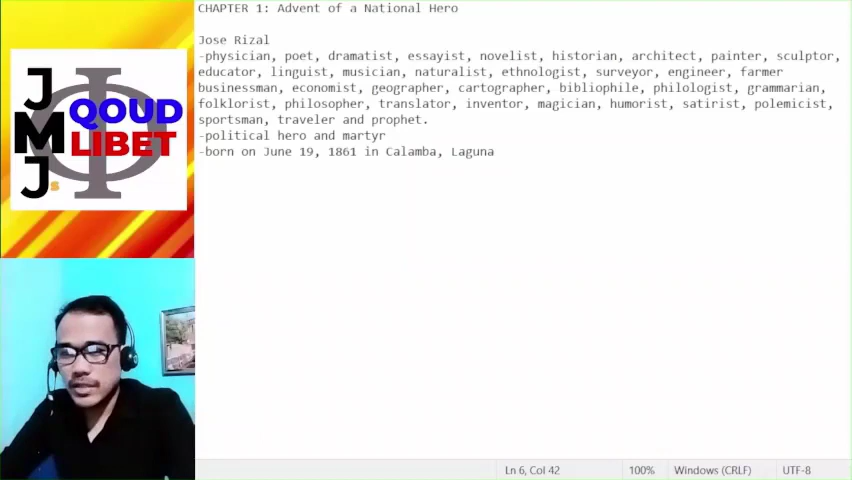 CHAPTER 1: Advent of a National Hero
Jose Rizal
-physician, poet, dramatist, essayist, novelist, historian, architect, painter, sculptor,
educator, linguist, musician, naturalist, ethnologist, surveyor, engineer, farmer
businessman, economist, geographer, cartographer, bibliophile, philologist, grammarian,
folklorist, philosopher, translator, inventor, magician, humorist, satirist, polemicist,
sportsman, traveler and prophet.
-political hero and martyr
-born on June 19, 1861 in Calamba, Laguna
J
M
Js
QOUD
LIBET
Ln 6, Col 42
100%
Windows (CRLF)
UTF-8